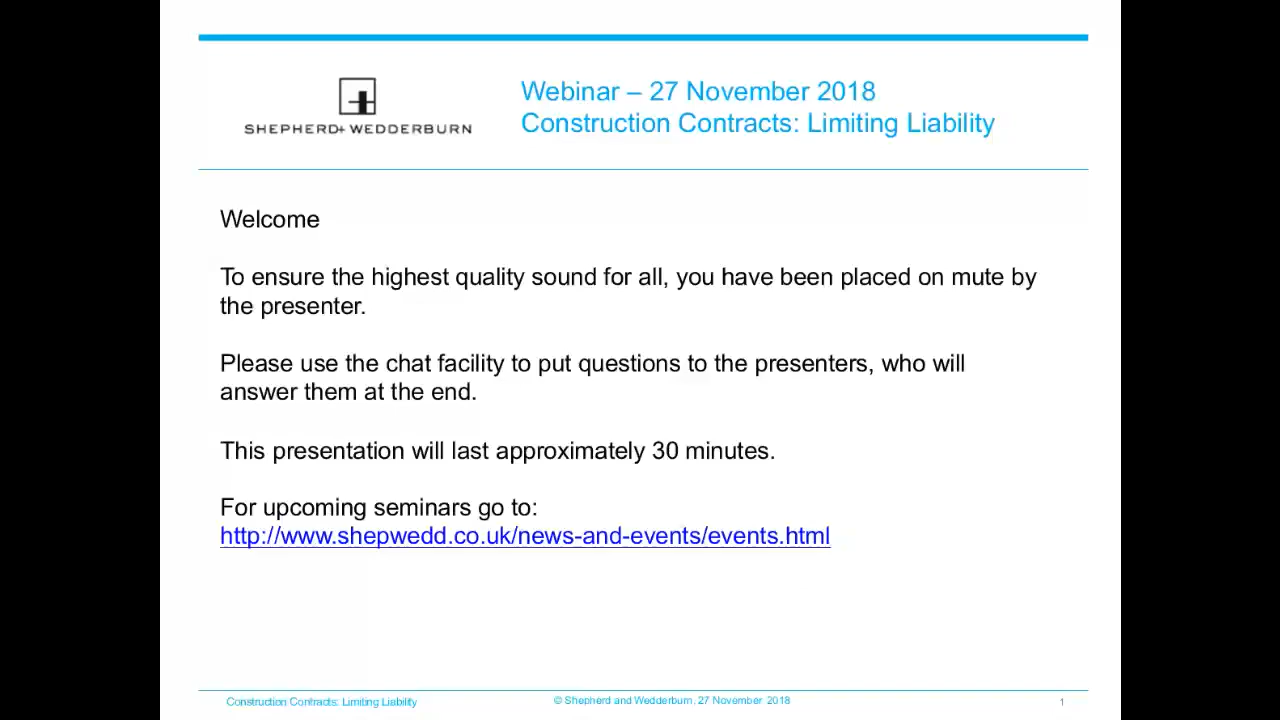 SHEPHERD+ WEDDERBURN
Webinar – 27 November 2018
Construction Contracts: Limiting Liability
Welcome
To ensure the highest quality sound for all, you have been placed on mute by
the presenter.
Please use the chat facility to put questions to the presenters, who will
answer them at the end.
This presentation will last approximately 30 minutes.
For upcoming seminars go to:
http://www.shepwedd.co.uk/news-and-events/events.html
Construction Contracts: Limiting Liability
© Shepherd and Wedderburn, 27 November 2018
1